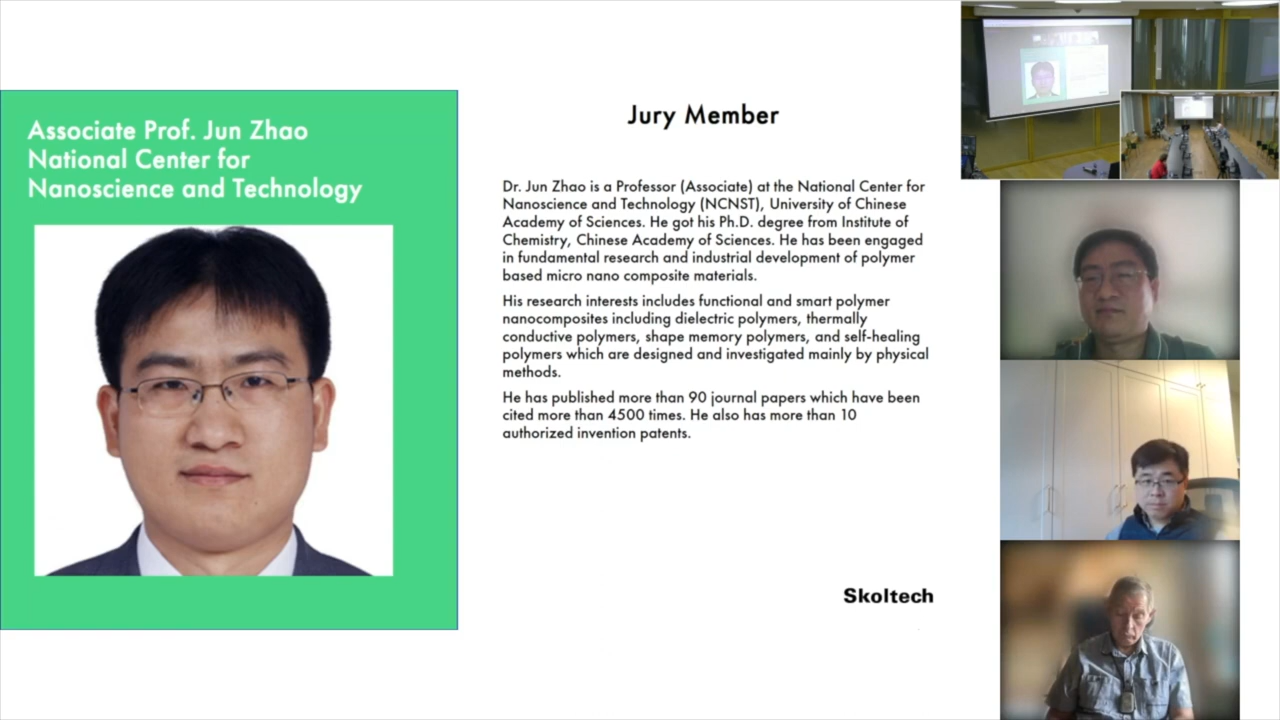 Associate Prof. Jun Zhao
National Center for
Nanoscience and Technology
Jury Member
Dr. Jun Zhao is a Professor (Associate) at the National Center for
Nanoscience and Technology (NCNST), University of Chinese
Academy of Sciences. He got his Ph.D. degree from Institute of
Chemistry, Chinese Academy of Sciences. He has been engaged
in fundamental research and industrial development of polymer
based micro nano composite materials.
His research interests includes functional and smart polymer
nanocomposites including dielectric polymers, thermally
conductive polymers, shape memory polymers, and self-healing
polymers which are designed and investigated mainly by physical
methods.
He has published more than 90 journal papers which have been
cited more than 4500 times. He also has more than 10
authorized invention patents.
Skoltech